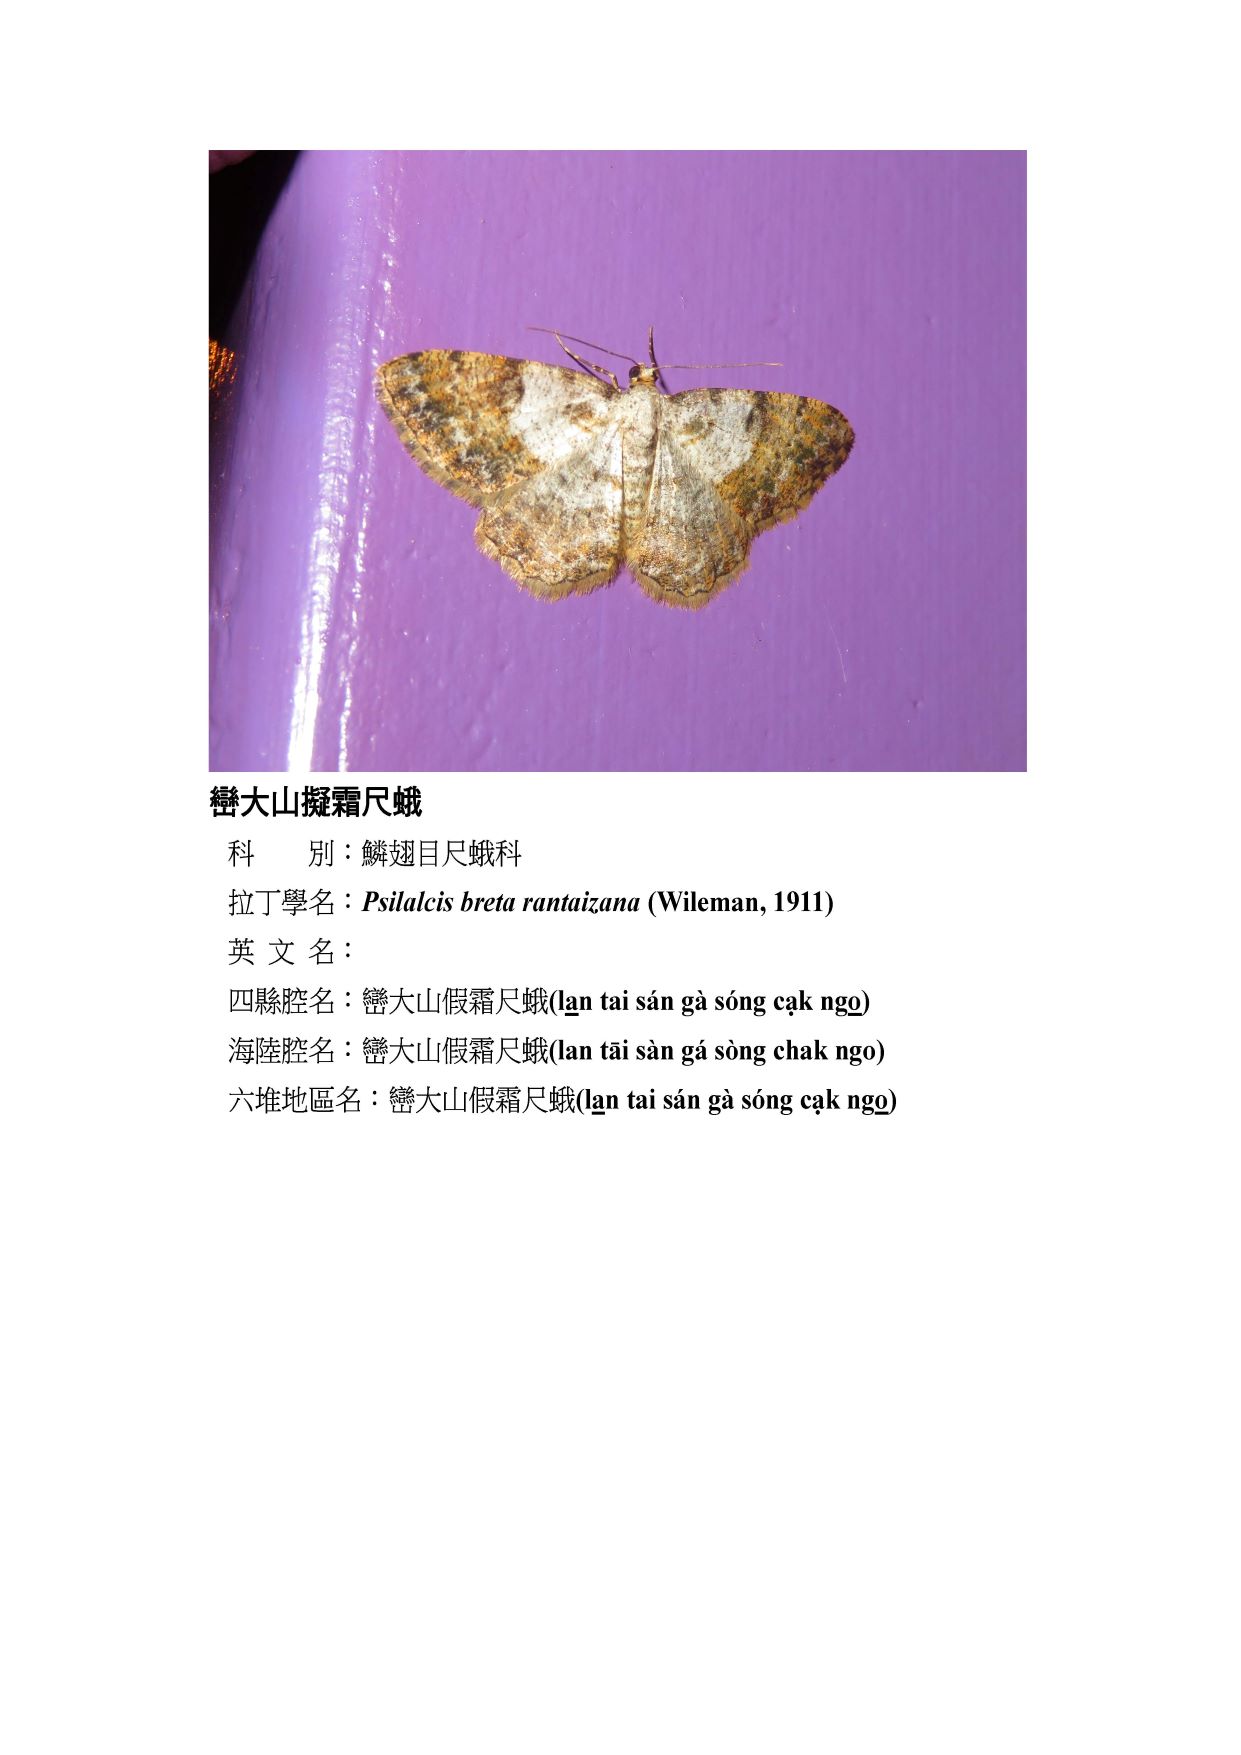 巒大山擬霜尺蛾
科　　別：鱗翅目尺蛾科
拉丁學名：Psilalcis breta rantaizana (Wileman, 1911)
英 文 名：
四縣腔名：巒大山假霜尺蛾(la̲n tai sán gà sóng cạk ngo̲)
海陸腔名：巒大山假霜尺蛾(lan tāi sàn gá sòng chak ngo)
六堆地區名：巒大山假霜尺蛾(la̲n tai sán gà sóng cạk ngo̲)